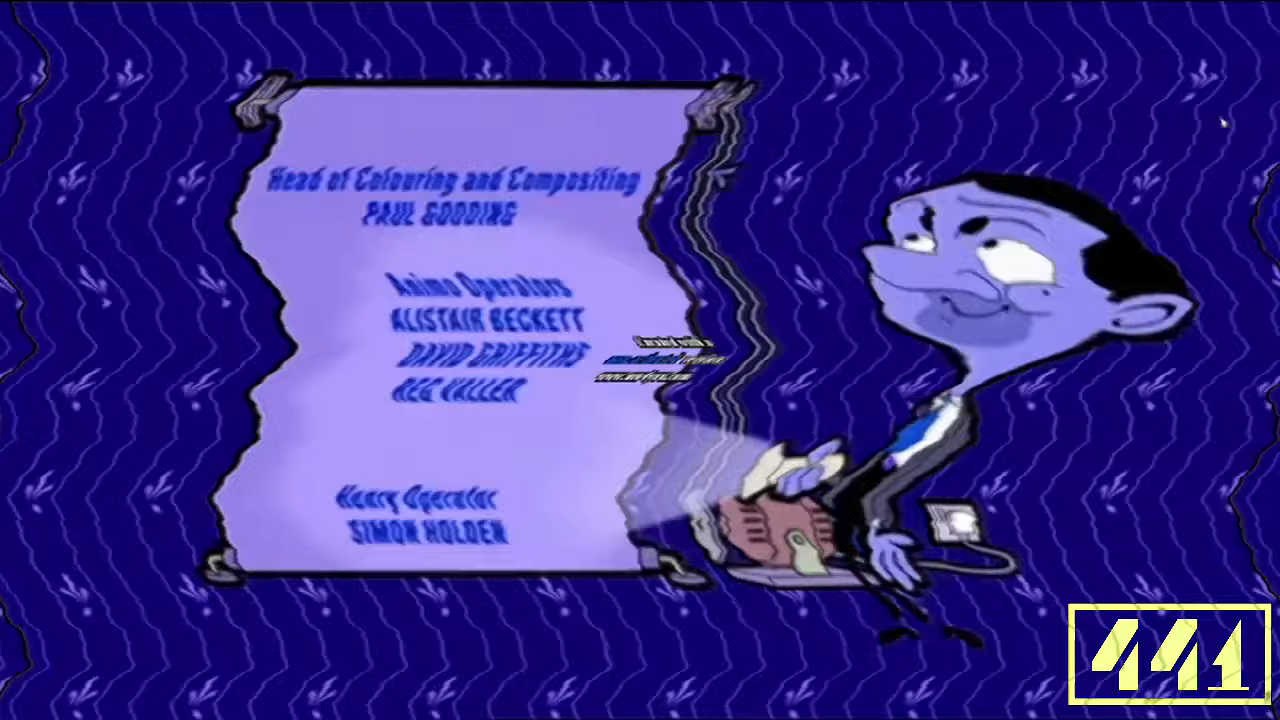 Head of Colouring and Compositing
PAUL GOODING
Animo Operators
ALISTAIR BECKETT
DAVID GRIFFITHS
REG VALLER
Henry Operator
SIMON HOLDEN
441